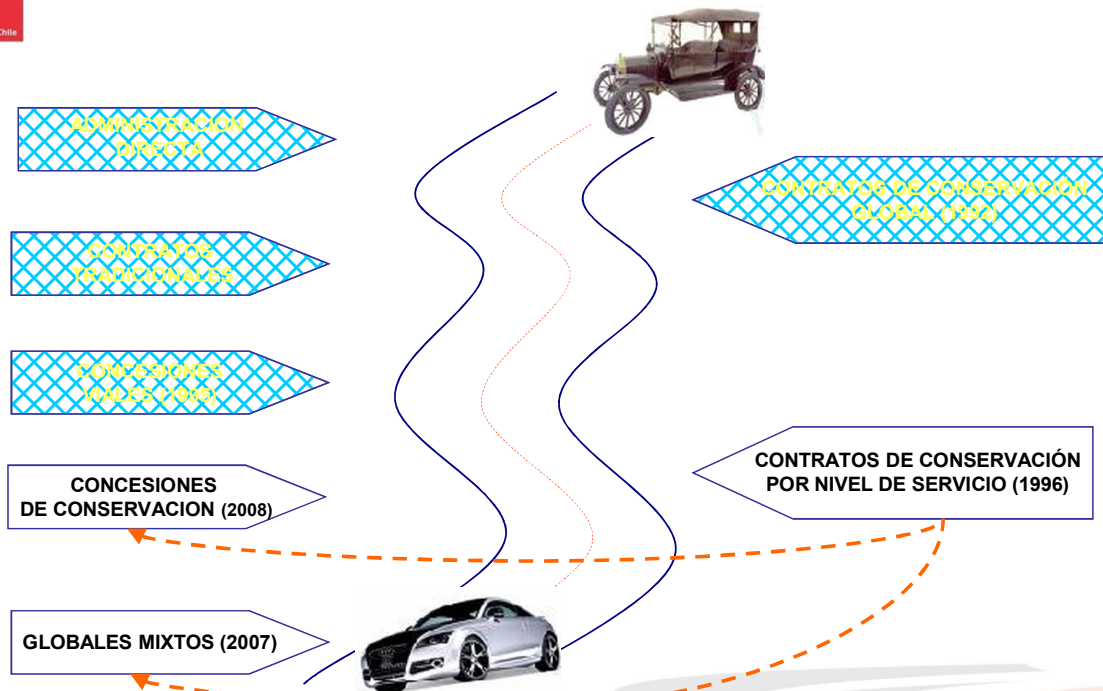 Chile
ADMINISTRACION
DIRECTA
CONTRATOS DE CONSERVACIÓN
GLOBAL (1992)
CONTRATOS
TRADICIONALES
CONCESIONES
VIALES (1995)
CONCESIONES
DE CONSERVACION (2008)
CONTRATOS DE CONSERVACIÓN
POR NIVEL DE SERVICIO (1996)
GLOBALES MIXTOS (2007)